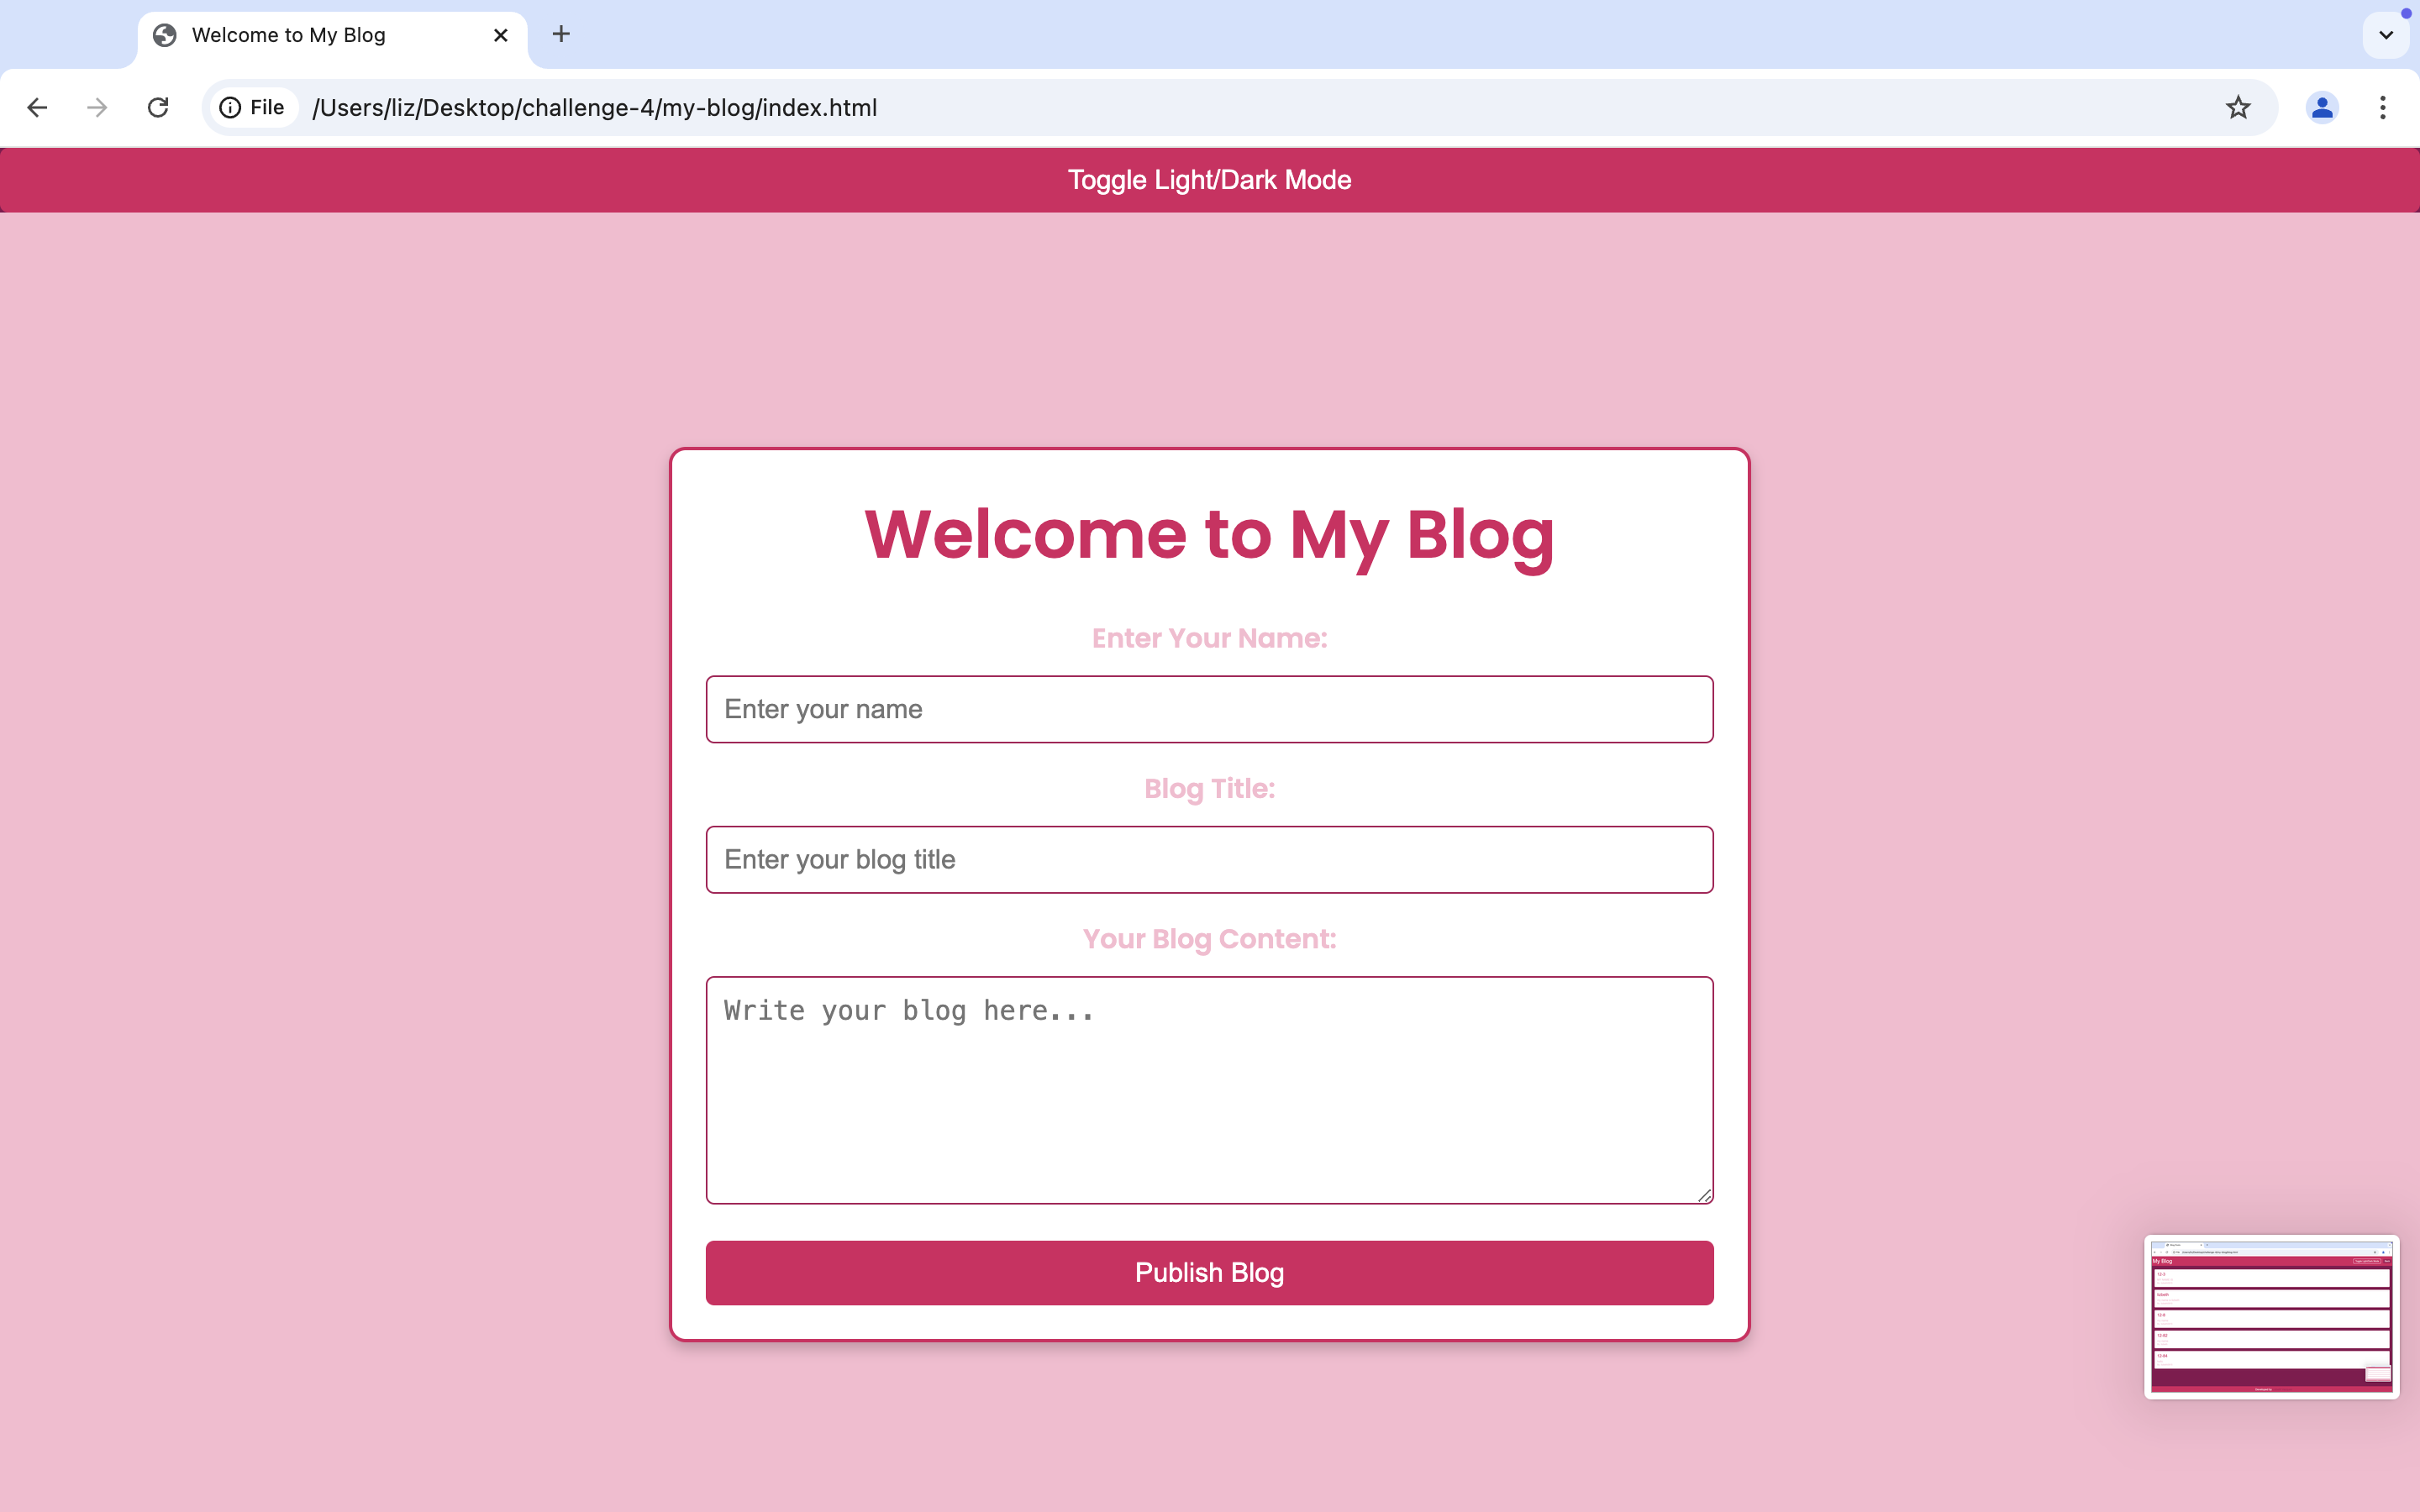 Welcome to My Blog
File /Users/liz/Desktop/challenge-4/my-blog/index.html
Toggle Light/Dark Mode
Welcome to My Blog
Enter Your Name:
Enter your name
Blog Title:
Enter your blog title
Your Blog Content:
Write your blog here...
Publish Blog
My Blog